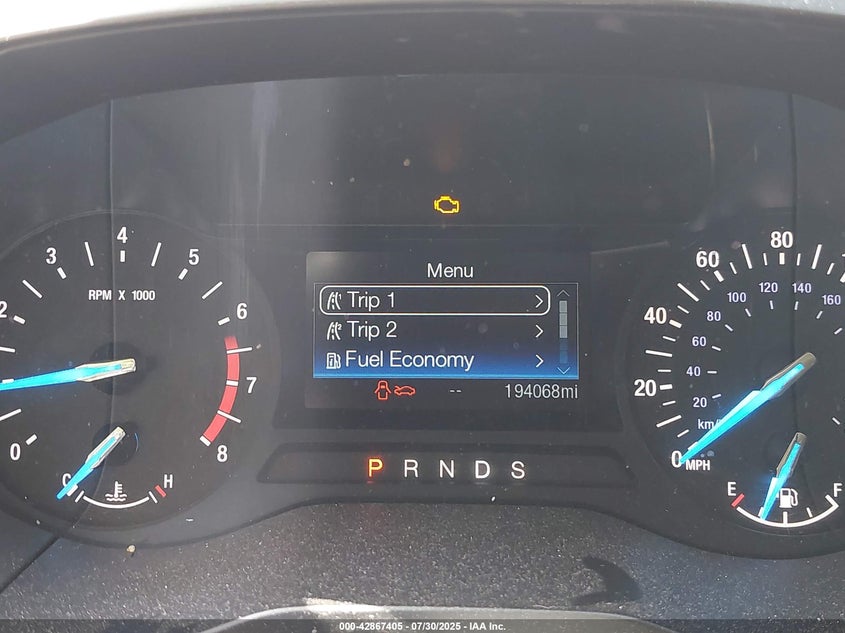 Menu
Trip 1
Trip 2
Fuel Economy
-- 194068mi
P R N D S
0 2 3 4 5 6 7 8
RPM X 1000
C H
0 20 40 60 80
MPH
20 40 60 80 100 120 140 160
km/
E F
000-42867405 - 07/30/2025 - IAA Inc.